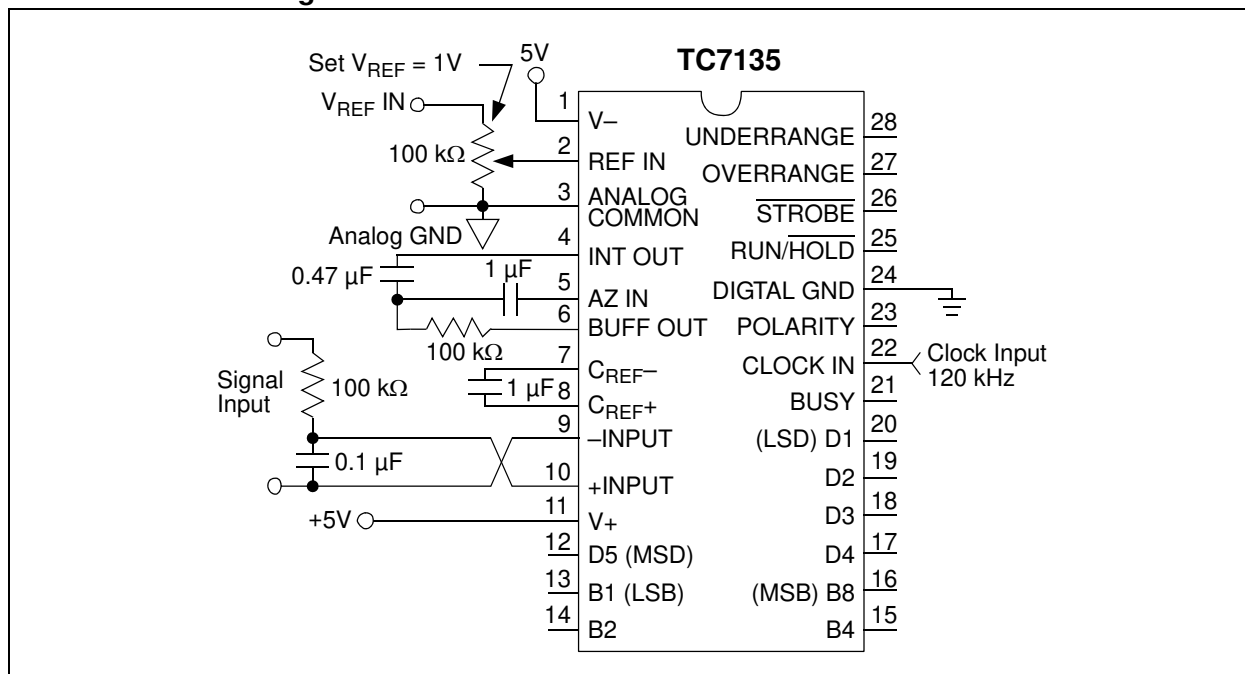 TC7135
5V
Set VREF = 1V
VREF IN
100 kΩ
Analog GND
0.47 µF
1 µF
100 kΩ
Signal
Input
100 kΩ
1 µF
0.1 µF
+5V
1
V–
2
REF IN
3
ANALOG
COMMON
4
INT OUT
5
AZ IN
6
BUFF OUT
7
CREF–
8
CREF+
9
–INPUT
10
+INPUT
11
V+
12
D5 (MSD)
13
B1 (LSB)
14
B2
UNDERRANGE
28
OVERRANGE
27
STROBE
26
RUN/HOLD
25
DIGTAL GND
24
POLARITY
23
CLOCK IN
22
Clock Input
120 kHz
BUSY
21
(LSD) D1
20
D2
19
D3
18
D4
17
(MSB) B8
16
B4
15